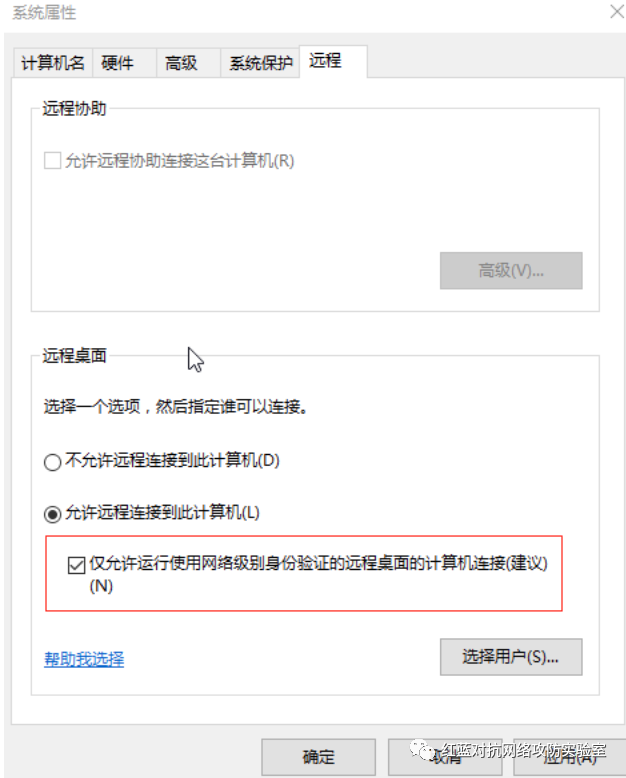 系统属性
计算机名 硬件 高级 系统保护 远程
远程协助
允许远程协助连接这台计算机(R)
高级(V)...
远程桌面
选择一个选项，然后指定谁可以连接。
不允许远程连接到此计算机(D)
允许远程连接到此计算机(L)
仅允许运行使用网络级别身份验证的远程桌面的计算机连接(建议)
(N)
帮助我选择
选择用户(S)...
确定 取消 应用(A)
红蓝对抗网络攻防实验室